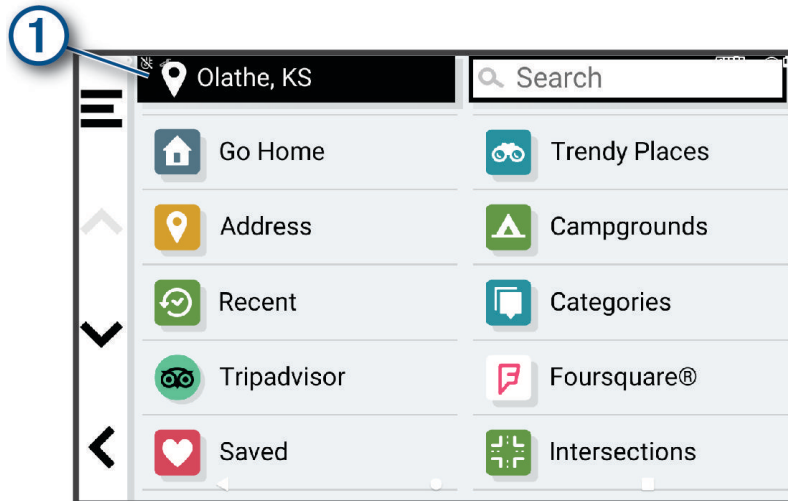 1
Olathe, KS
Search
Go Home
Trendy Places
Address
Campgrounds
Recent
Categories
Tripadvisor
Foursquare®
Saved
Intersections